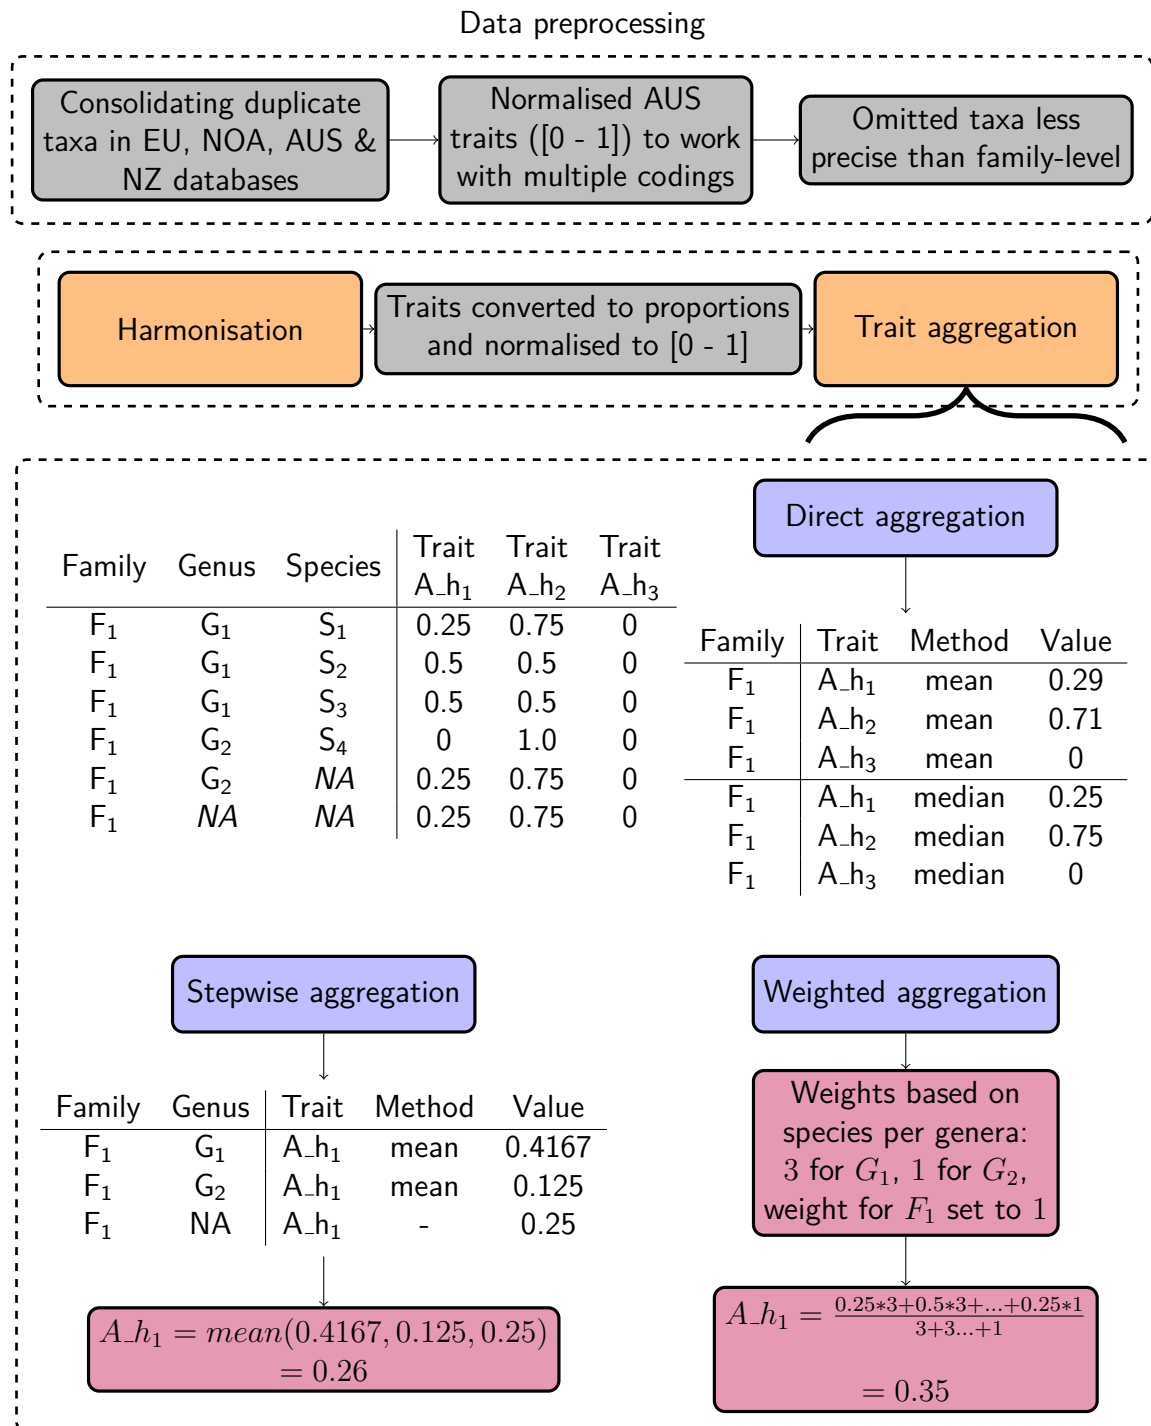 Data preprocessing
Consolidating duplicate
taxa in EU, NOA, AUS &
NZ databases
Normalised AUS
traits ([0 - 1]) to work
with multiple codings
Omitted taxa less
precise than family-level
Harmonisation
Traits converted to proportions
and normalised to [0 - 1]
Trait aggregation
Family Genus Species Trait A_h₁ Trait A_h₂ Trait A_h₃
F₁ G₁ S₁ 0.25 0.75 0
F₁ G₁ S₂ 0.5 0.5 0
F₁ G₁ S₃ 0.5 0.5 0
F₁ G₂ S₄ 0 1.0 0
F₁ G₂ NA 0.25 0.75 0
F₁ NA NA 0.25 0.75 0
Direct aggregation
Family Trait Method Value
F₁ A_h₁ mean 0.29
F₁ A_h₂ mean 0.71
F₁ A_h₃ mean 0
F₁ A_h₁ median 0.25
F₁ A_h₂ median 0.75
F₁ A_h₃ median 0
Stepwise aggregation
Family Genus Trait Method Value
F₁ G₁ A_h₁ mean 0.4167
F₁ G₂ A_h₁ mean 0.125
F₁ NA A_h₁ - 0.25
A_h₁ = mean(0.4167, 0.125, 0.25)
= 0.26
Weighted aggregation
Weights based on
species per genera:
3 for G₁, 1 for G₂,
weight for F₁ set to 1
A_h₁ = (0.25*3+0.5*3+...+0.25*1)/(3+3...+1)
= 0.35